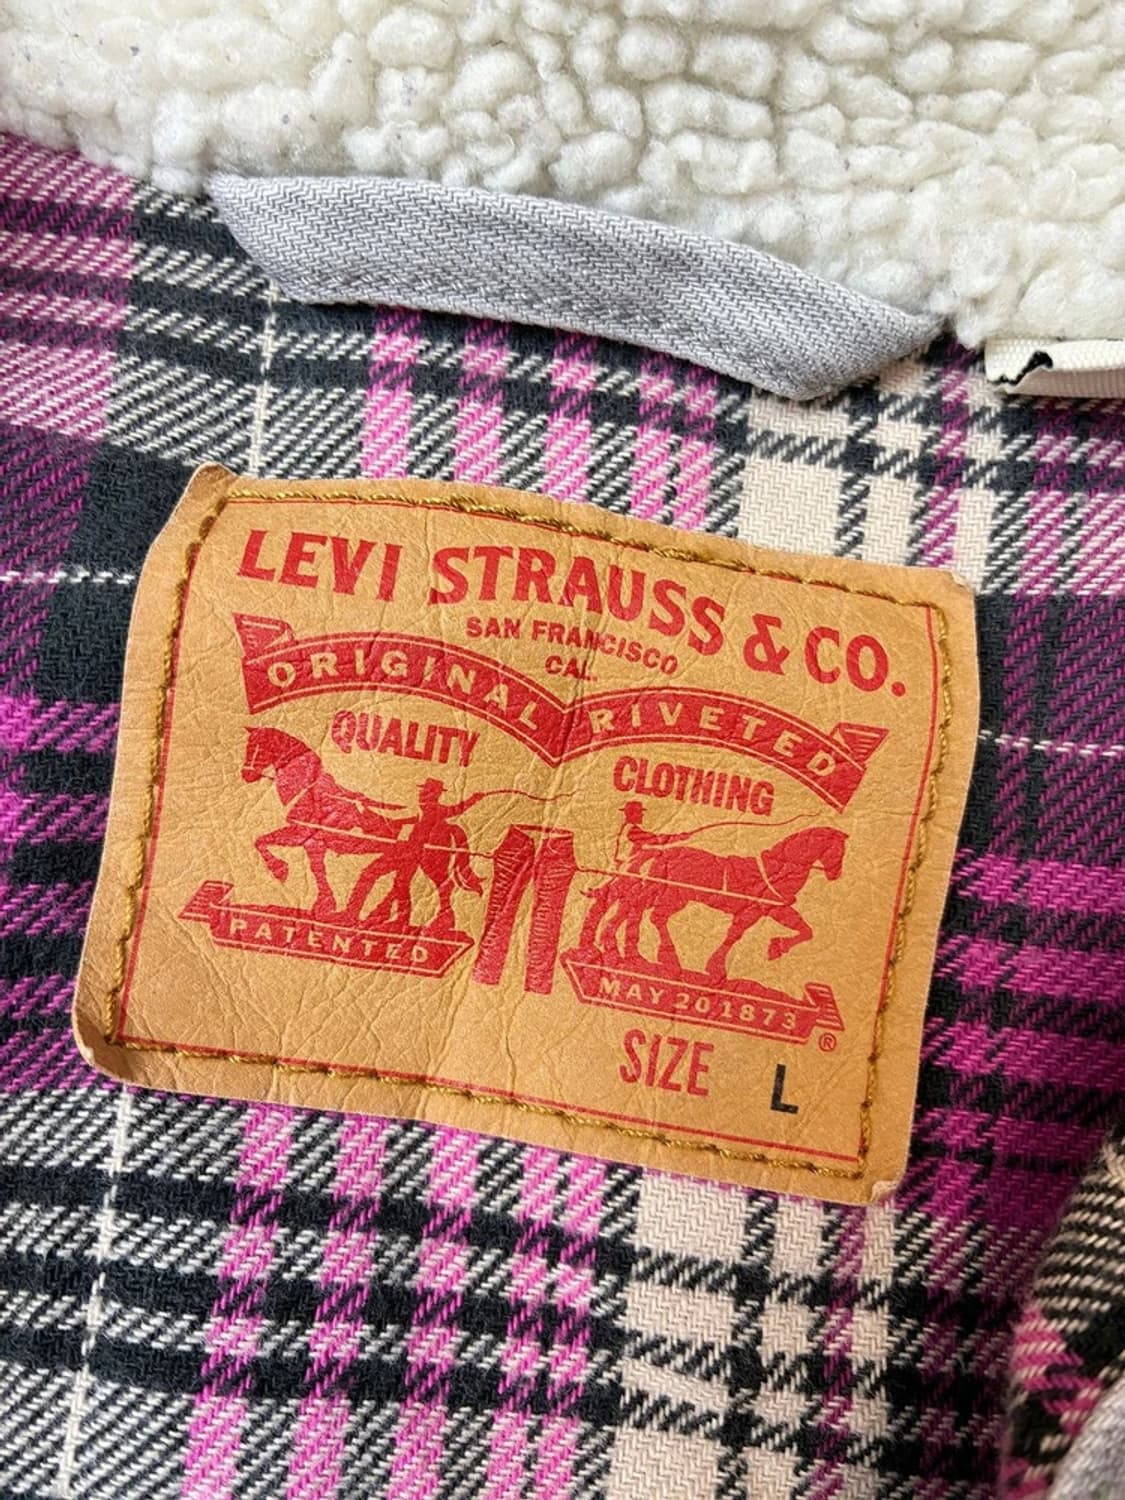 LEVI STRAUSS & CO.
SAN FRANCISCO
CAL.
ORIGINAL RIVETED
QUALITY CLOTHING
PATENTED MAY 20 1873 ®
SIZE L